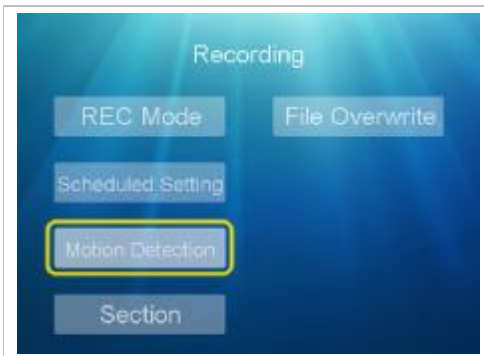 Recording
REC Mode
File Overwrite
Scheduled Setting
Motion Detection
Section